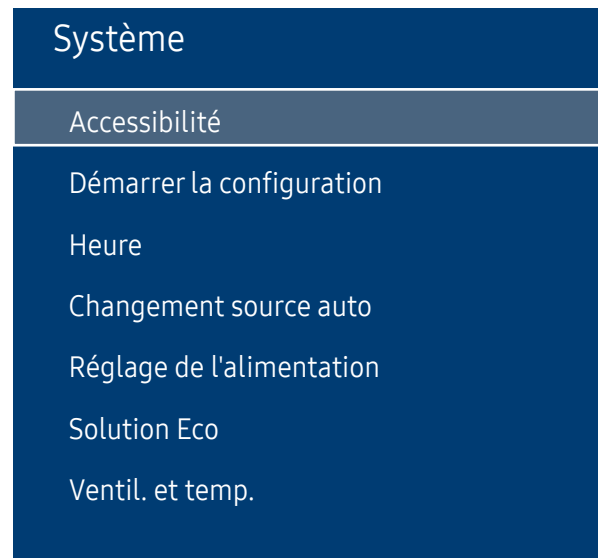 Système
Accessibilité
Démarrer la configuration
Heure
Changement source auto
Réglage de l'alimentation
Solution Eco
Ventil. et temp.